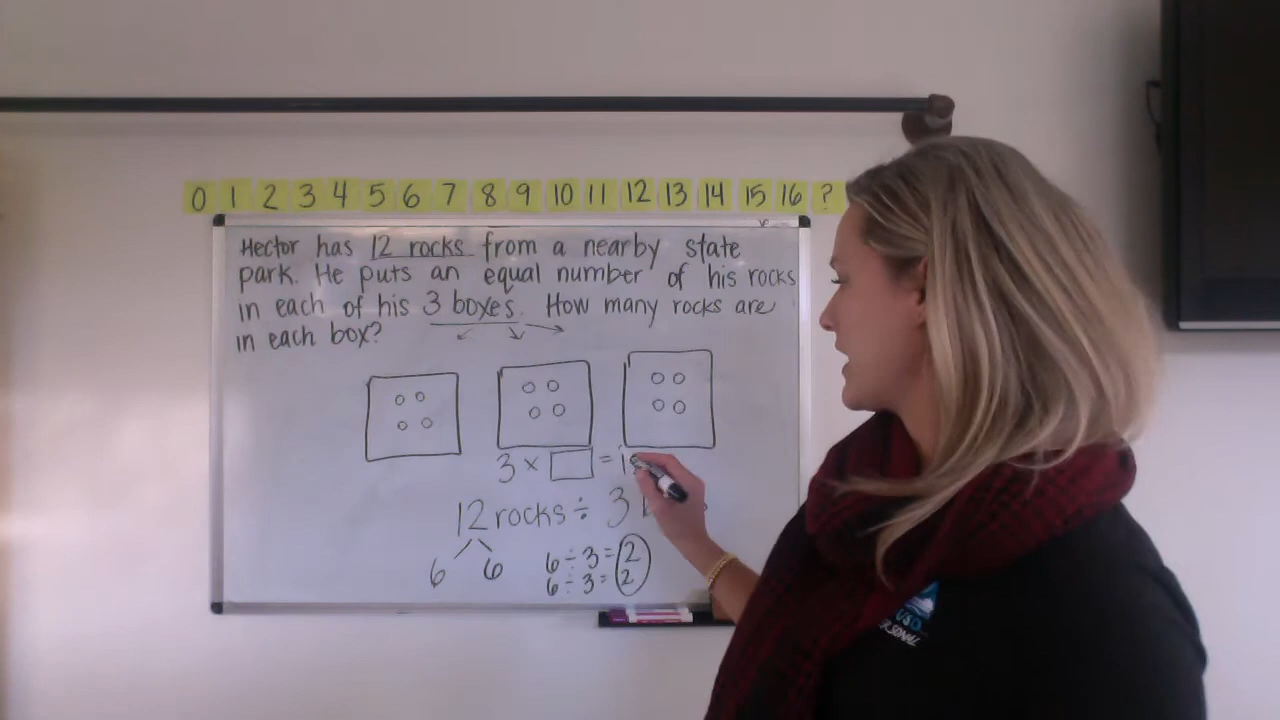 0 1 2 3 4 5 6 7 8 9 10 11 12 13 14 15 16 ?
Hector has 12 rocks from a nearby state
park. He puts an equal number of his rocks
in each of his 3 boxes. How many rocks are
in each box?
3 × = 1
12 rocks ÷ 3
6 6
6 ÷ 3 = 2
6 ÷ 3 = 2